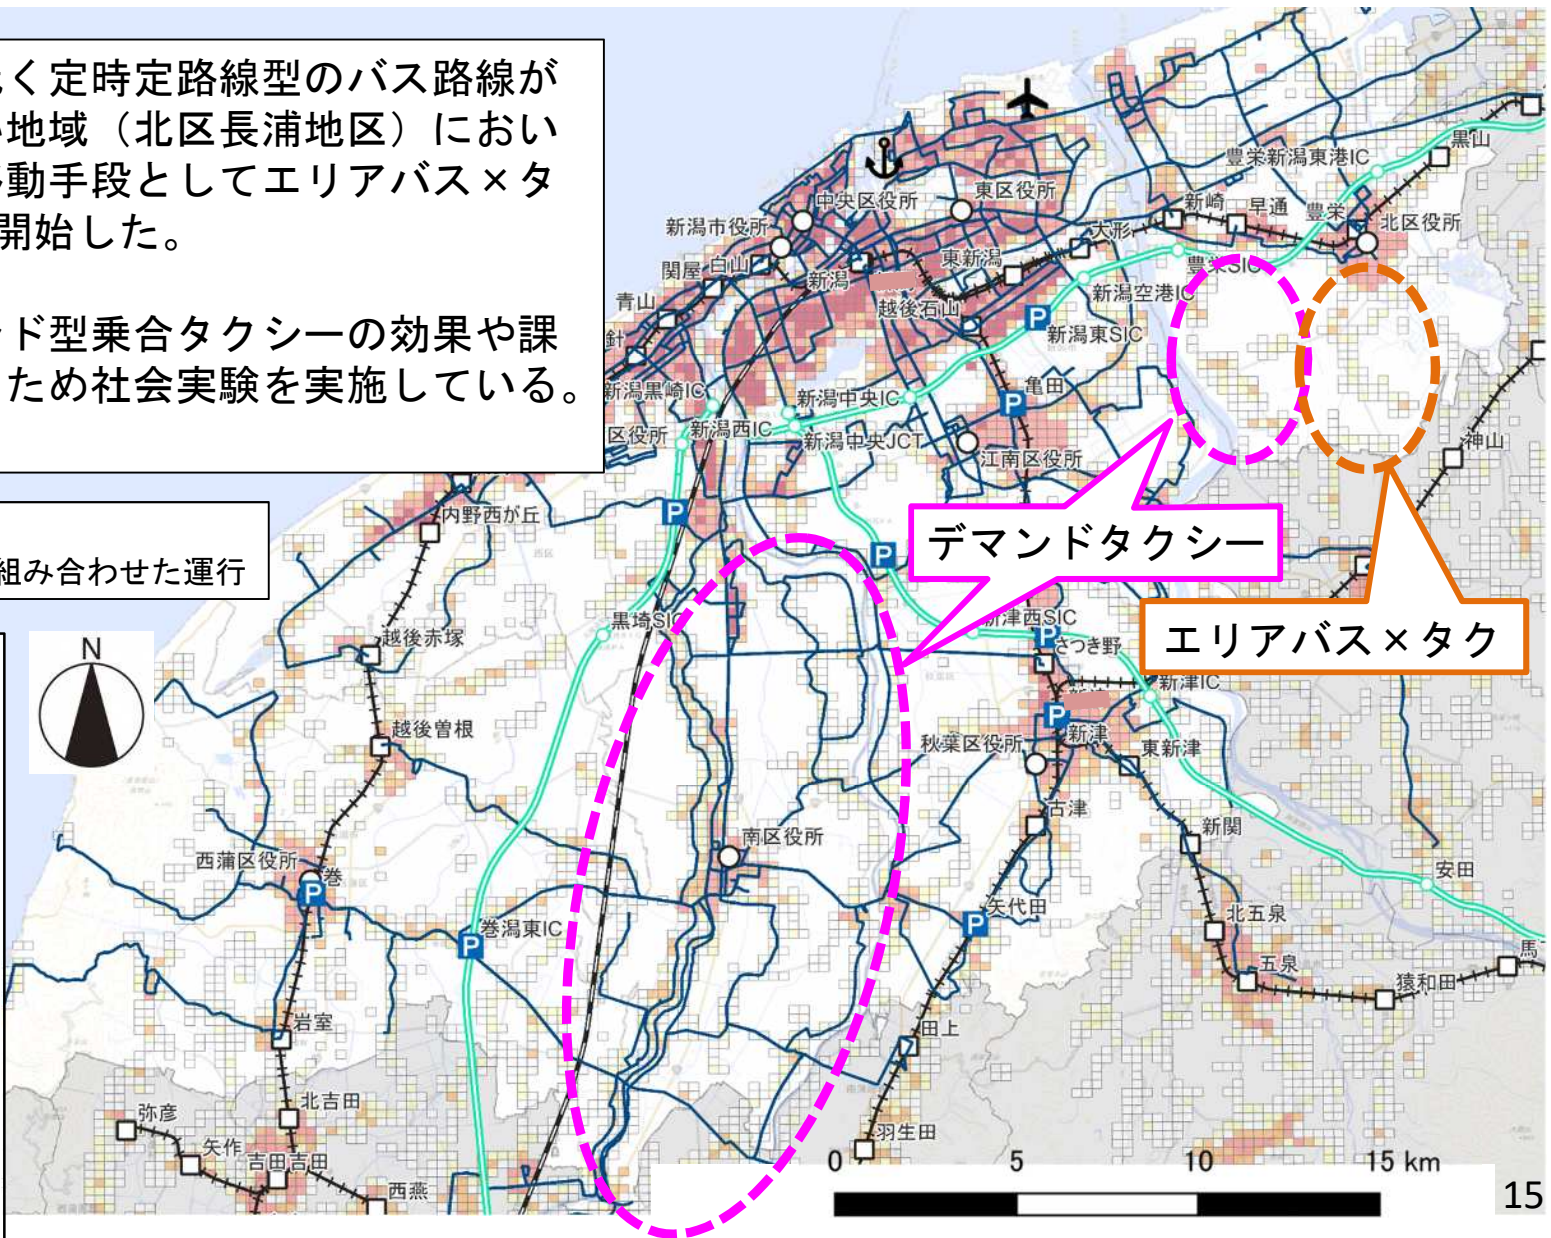 く定時定路線型のバス路線が
地域（北区長浦地区）におい
動手段としてエリアバス×タ
開始した。
ド型乗合タクシーの効果や課
ため社会実験を実施している。
組み合わせた運行
N
豊栄新潟東港IC
黒山
中央区役所
東区役所
新崎
早通
豊栄
北区役所
新潟市役所
大形
関屋
白山
新潟
東新潟
豊栄SIC
新潟空港IC
青山
越後石山
P
新潟東SIC
針
新潟黒崎IC
新潟中央IC
亀田
P
区役所
新潟西IC
新潟中央JCT
江南区役所
神山
内野西が丘
P
デマンドタクシー
P
エリアバス×タク
黒埼SIC
新津西SIC
P
さつき野
越後赤塚
新津IC
越後曽根
P
新津
秋葉区役所
東新津
古津
新関
南区役所
西蒲区役所
巻
P
安田
矢代田
P
北五泉
巻潟東IC
P
五泉
猿和田
馬
岩室
田上
北吉田
弥彦
矢作
吉田吉田
羽生田
西燕
0
5
10
15 km
15